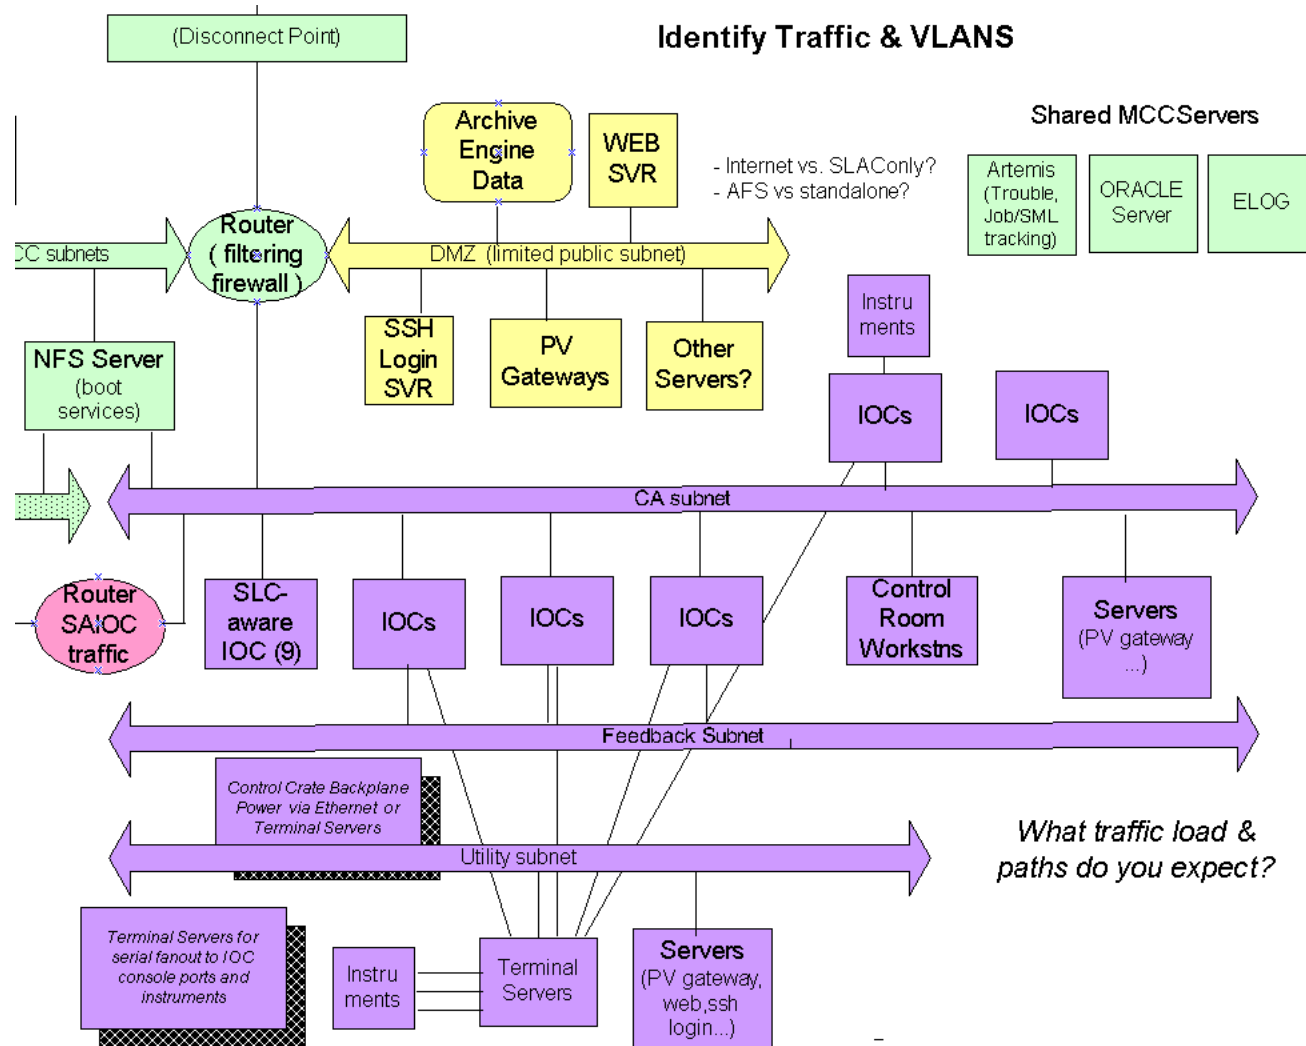 (Disconnect Point)
Identify Traffic & VLANS
Shared MCCServers
Archive
Engine
Data
WEB
SVR
- Internet vs. SLAConly?
- AFS vs standalone?
Artemis
(Trouble,
Job/SML
tracking)
ORACLE
Server
ELOG
CC subnets
Router
( filtering
firewall )
DMZ (limited public subnet)
Instru
ments
NFS Server
(boot
services)
SSH
Login
SVR
PV
Gateways
Other
Servers?
IOCs
IOCs
CA subnet
Router
SAIOC
traffic
SLC-
aware
IOC (9)
IOCs
IOCs
IOCs
Control
Room
Workstns
Servers
(PV gateway
...)
Feedback Subnet
Control Crate Backplane
Power via Ethernet or
Terminal Servers
Utility subnet
What traffic load &
paths do you expect?
Terminal Servers for
serial fanout to IOC
console ports and
instruments
Instru
ments
Terminal
Servers
Servers
(PV gateway,
web,ssh
login...)